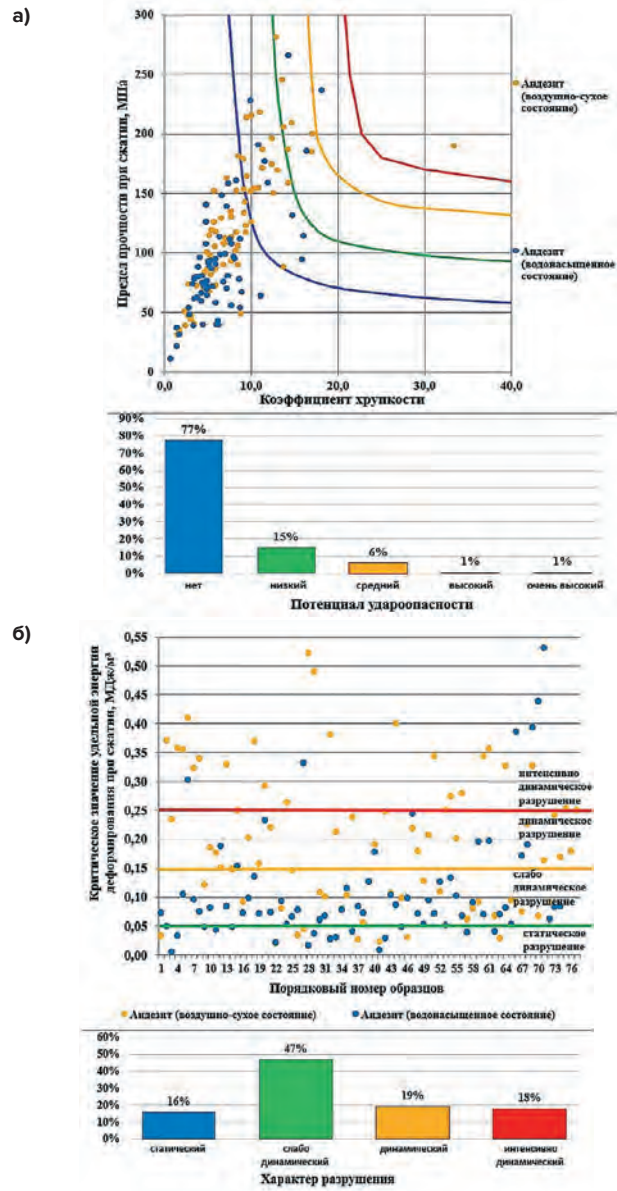 а)
Предел прочности при сжатии, МПа
300
250
200
150
100
50
0
0,0 10,0 20,0 30,0 40,0
Коэффициент хрупкости
Андезит
(воздушно-сухое
состояние)
Андезит
(водонасыщенное
состояние)
90%
80%
70%
60%
50%
40%
30%
20%
10%
0%
77%
15%
6%
1%
1%
нет низкий средний высокий очень высокий
Потенциал удароопасности
б)
Критическое значение удельной энергии
деформирования при сжатии, МДж/м³
0,55
0,50
0,45
0,40
0,35
0,30
0,25
0,20
0,15
0,10
0,05
0,00
интенсивно
динамическое
разрушение
динамическое
разрушение
слабо
динамическое
разрушение
статическое
разрушение
1 4 7 10 13 16 19 22 25 28 31 34 37 40 43 46 49 52 55 58 61 64 67 70 73 76
Порядковый номер образцов
Андезит (воздушно-сухое состояние) Андезит (водонасыщенное состояние)
60%
50%
40%
30%
20%
10%
0%
16%
47%
19%
18%
статический слабо динамический интенсивно
динамический динамический
Характер разрушения